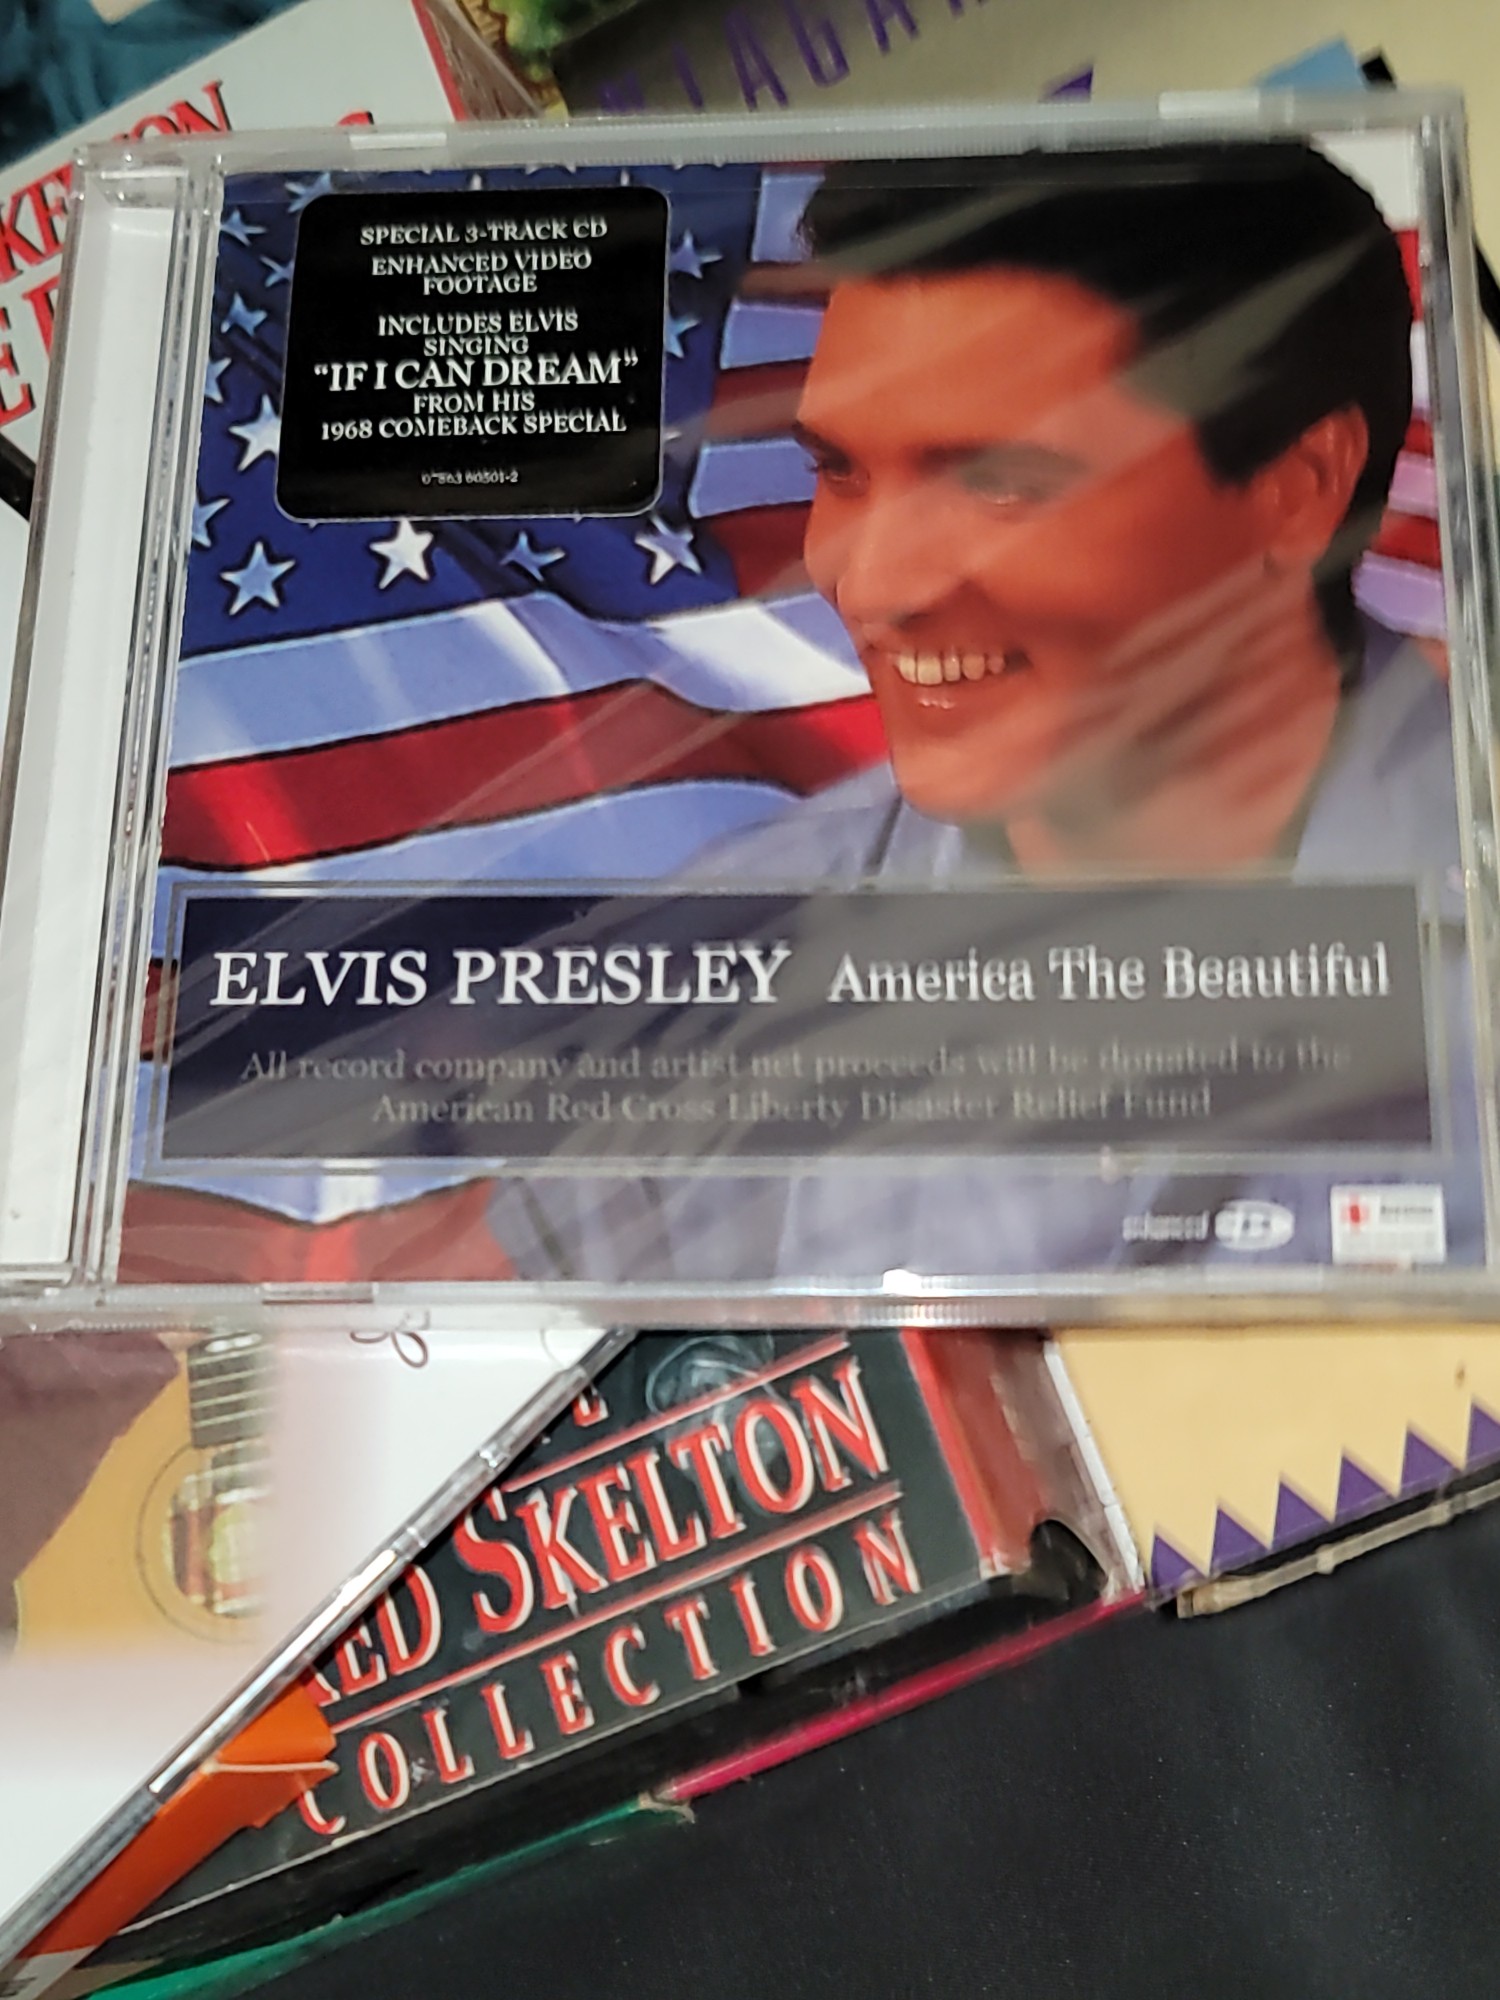 SPECIAL 3-TRACK CD
ENHANCED VIDEO
FOOTAGE
INCLUDES ELVIS
SINGING
"IF I CAN DREAM"
FROM HIS
1968 COMEBACK SPECIAL
ELVIS PRESLEY America The Beautiful
All record company and artist net proceeds will be donated to the
American Red Cross Liberty Disaster Relief Fund
enhanced CD
RED SKELTON
COLLECTION